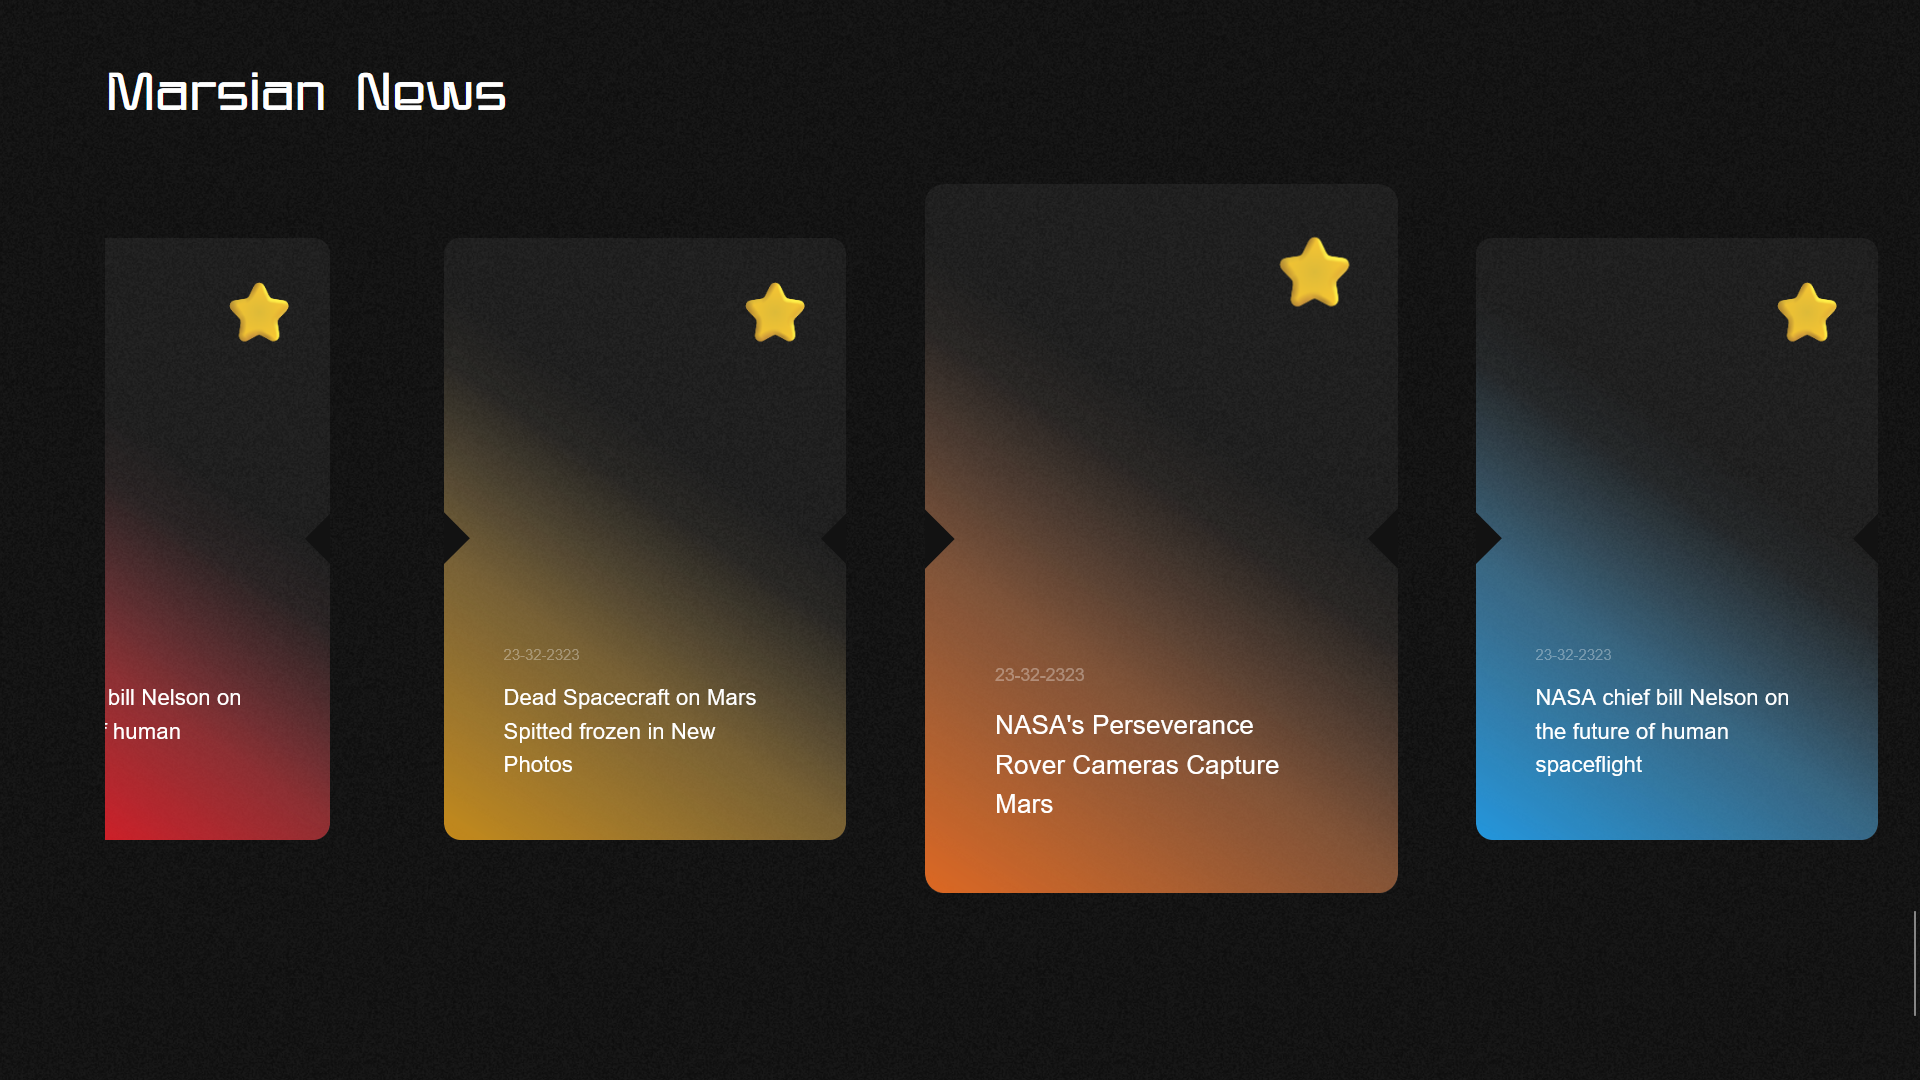 Marsian News
bill Nelson on
human
23-32-2323
Dead Spacecraft on Mars
Spitted frozen in New
Photos
23-32-2323
NASA's Perseverance
Rover Cameras Capture
Mars
23-32-2323
NASA chief bill Nelson on
the future of human
spaceflight